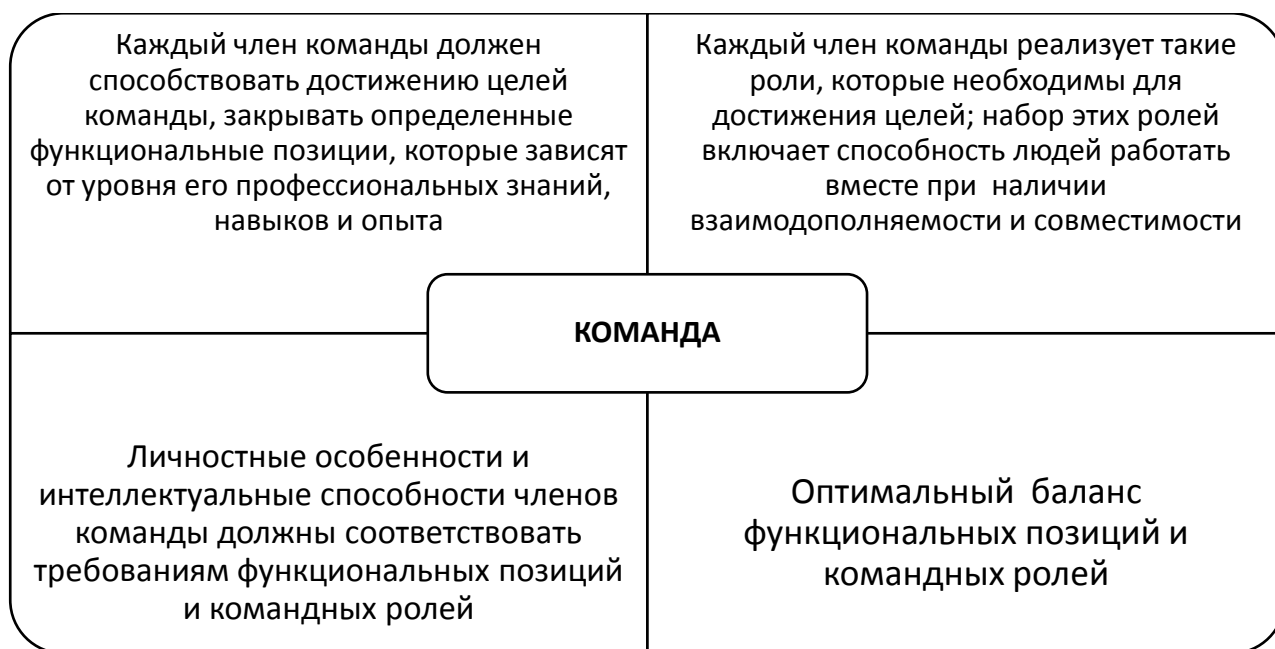 Каждый член команды должен
способствовать достижению целей
команды, закрывать определенные
функциональные позиции, которые зависят
от уровня его профессиональных знаний,
навыков и опыта
Каждый член команды реализует такие
роли, которые необходимы для
достижения целей; набор этих ролей
включает способность людей работать
вместе при наличии
взаимодополняемости и совместимости
КОМАНДА
Личностные особенности и
интеллектуальные способности членов
команды должны соответствовать
требованиям функциональных позиций
и командных ролей
Оптимальный баланс
функциональных позиций и
командных ролей